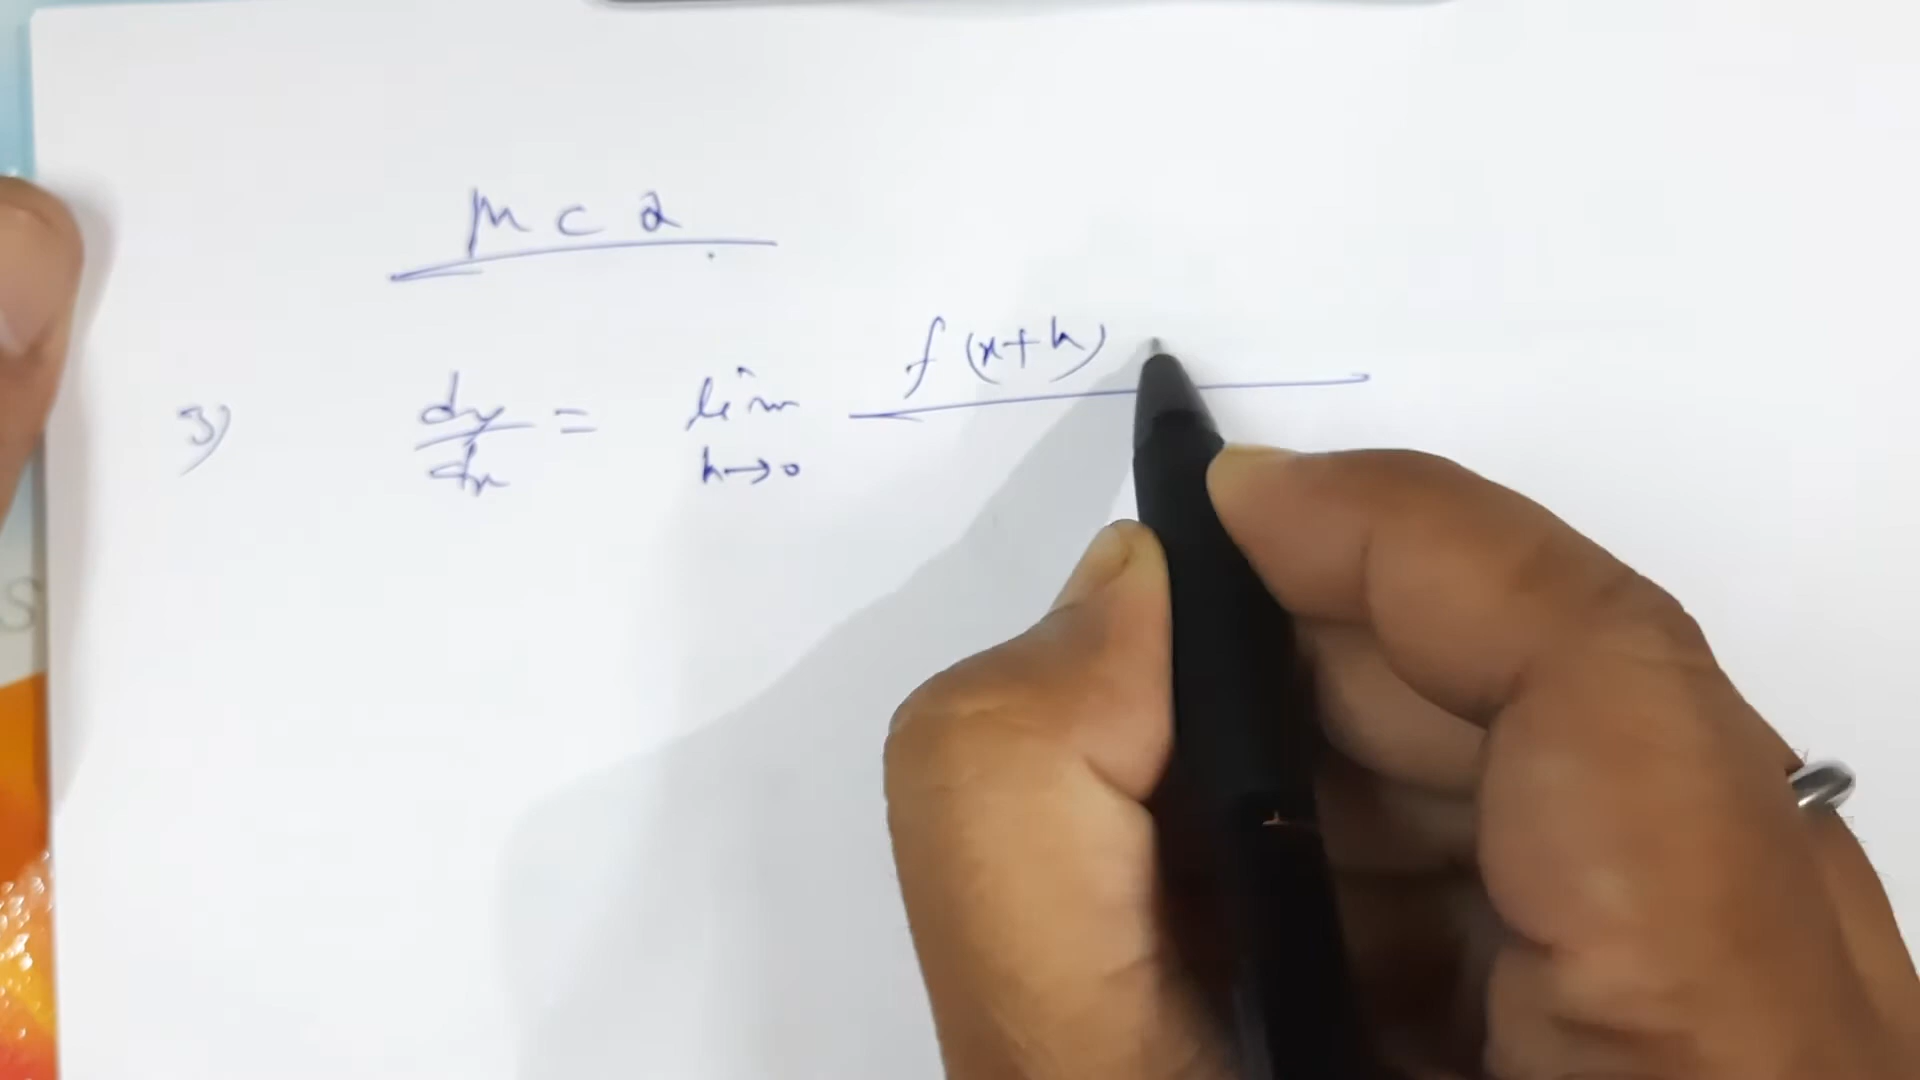 MCQ
3) dy/dx = lim h→0 f(x+h)
S